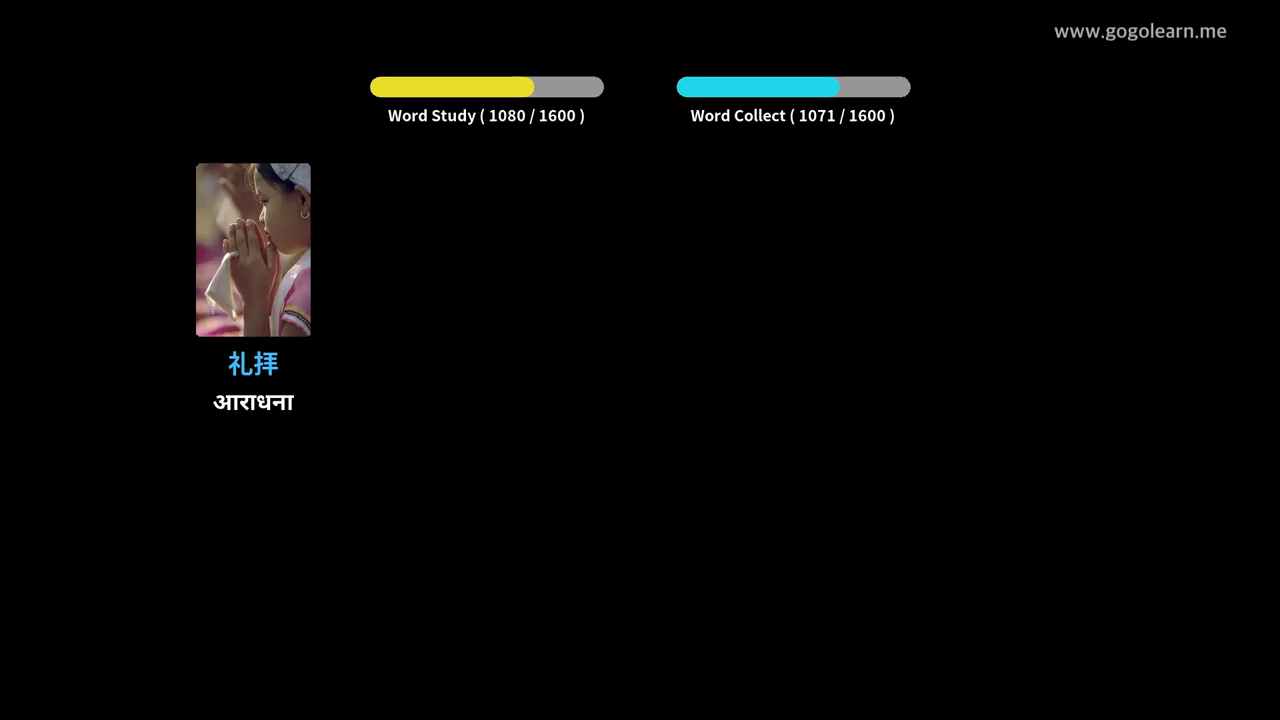 www.gogolearn.me
Word Study ( 1080 / 1600 )
Word Collect ( 1071 / 1600 )
礼拝
आराधना